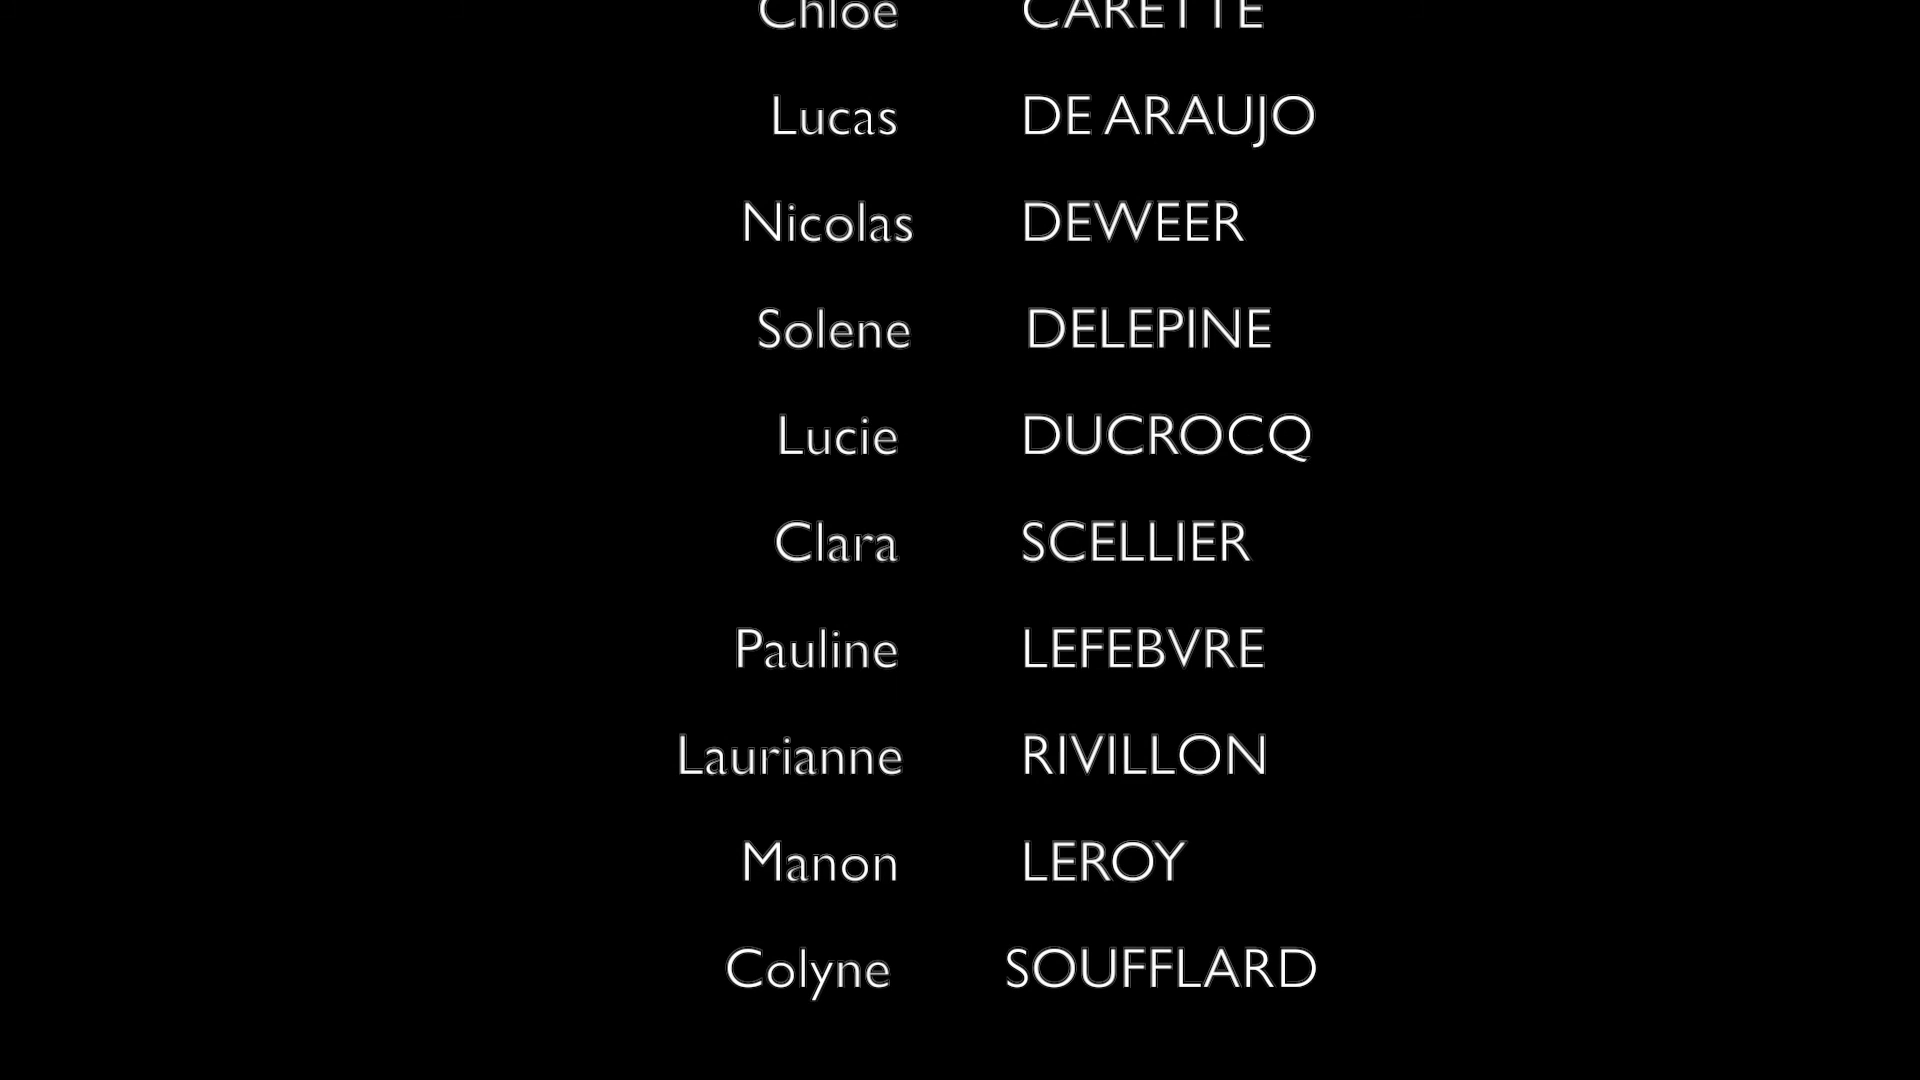 Chloe CARETTE
Lucas DE ARAUJO
Nicolas DEWEER
Solene DELEPINE
Lucie DUCROCQ
Clara SCELLIER
Pauline LEFEBVRE
Laurianne RIVILLON
Manon LEROY
Colyne SOUFFLARD